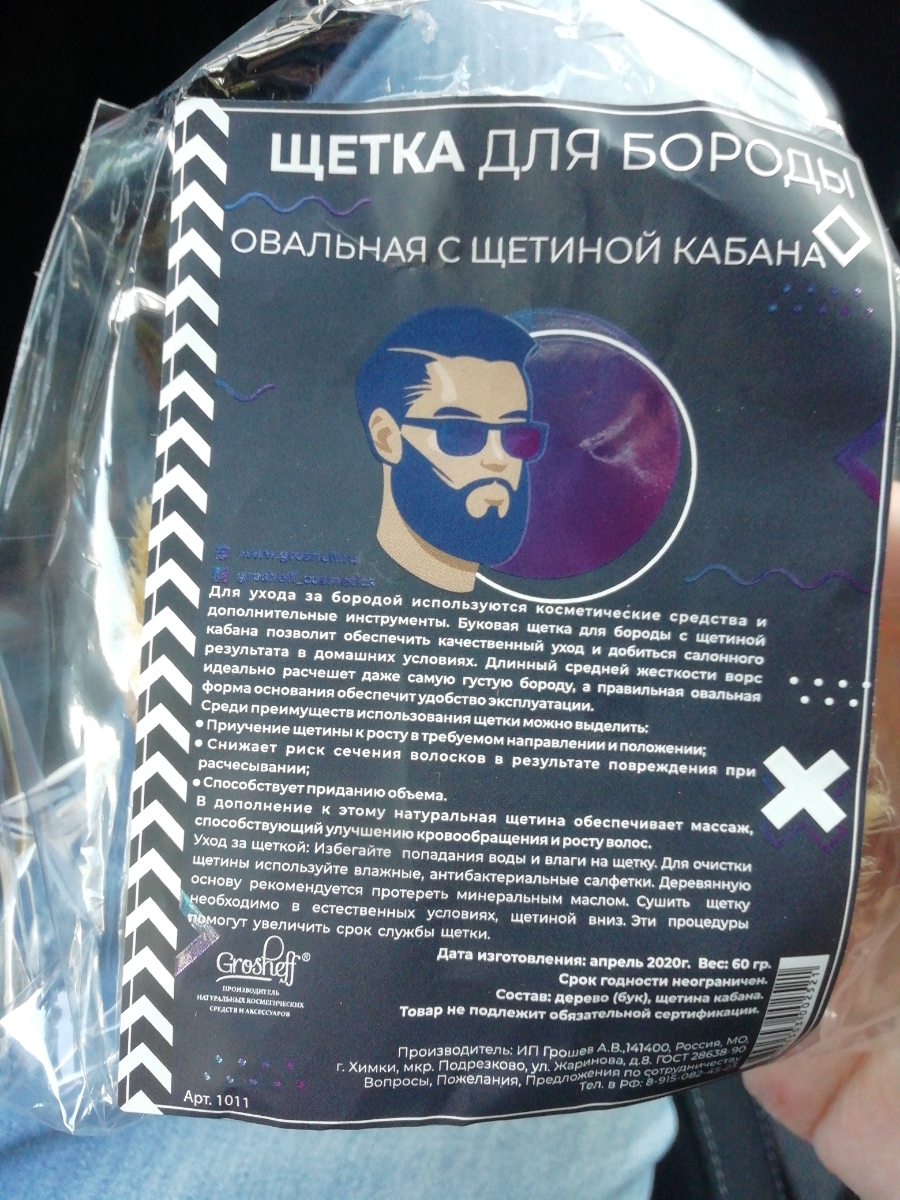 ЩЕТКА ДЛЯ БОРОДЫ
ОВАЛЬНАЯ С ЩЕТИНОЙ КАБАНА
www.grosheff.ru
grosheff_cosmetics
Для ухода за бородой используются косметические средства и
дополнительные инструменты. Буковая щетка для бороды с щетиной
кабана позволит обеспечить качественный уход и добиться салонного
результата в домашних условиях. Длинный средней жесткости ворс
идеально расчешет даже самую густую бороду, а правильная овальная
форма основания обеспечит удобство эксплуатации.
Среди преимуществ использования щетки можно выделить:
• Приучение щетины к росту в требуемом направлении и положении;
• Снижает риск сечения волосков в результате повреждения при
расчесывании;
• Способствует приданию объема.
В дополнение к этому натуральная щетина обеспечивает массаж,
способствующий улучшению кровообращения и росту волос.
Уход за щеткой: Избегайте попадания воды и влаги на щетку. Для очистки
щетины используйте влажные, антибактериальные салфетки. Деревянную
основу рекомендуется протереть минеральным маслом. Сушить щетку
необходимо в естественных условиях, щетиной вниз. Эти процедуры
помогут увеличить срок службы щетки.
Grosheff®
ПРОИЗВОДИТЕЛЬ
НАТУРАЛЬНЫХ КОСМЕТИЧЕСКИХ
СРЕДСТВ И АКСЕССУАРОВ
Дата изготовления: апрель 2020г. Вес: 60 гр.
Срок годности неограничен.
Состав: дерево (бук), щетина кабана.
Товар не подлежит обязательной сертификации.
Производитель: ИП Грошев А.В.,141400, Россия, МО,
г. Химки, мкр. Подрезково, ул. Жаринова, д.8. ГОСТ 28638-90
Вопросы, Пожелания, Предложения по сотрудничеству
Тел. в РФ: 8-915-082-
Арт. 1011